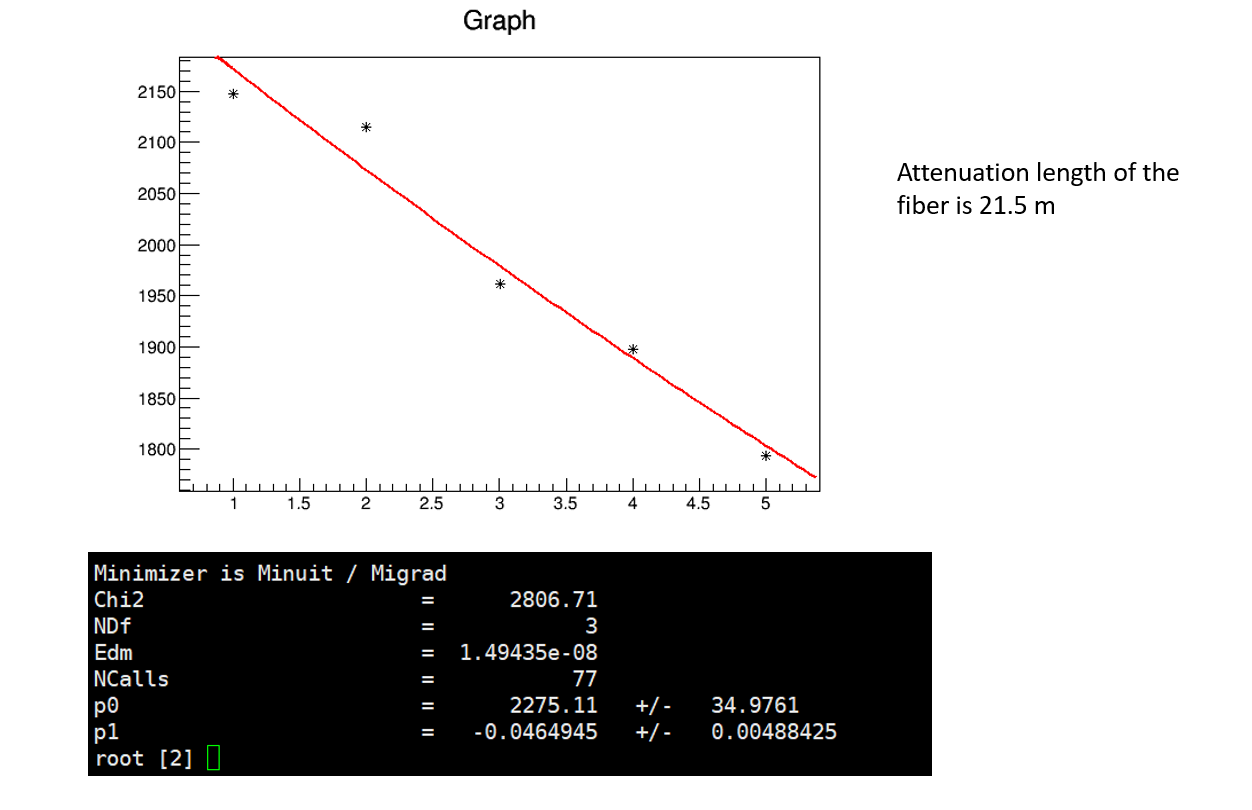 Graph
2150
2100
2050
2000
1950
1900
1850
1800
1 1.5 2 2.5 3 3.5 4 4.5 5
Attenuation length of the
fiber is 21.5 m
Minimizer is Minuit / Migrad
Chi2 = 2806.71
NDf = 3
Edm = 1.49435e-08
NCalls = 77
p0 = 2275.11 +/- 34.9761
p1 = -0.0464945 +/- 0.00488425
root [2]